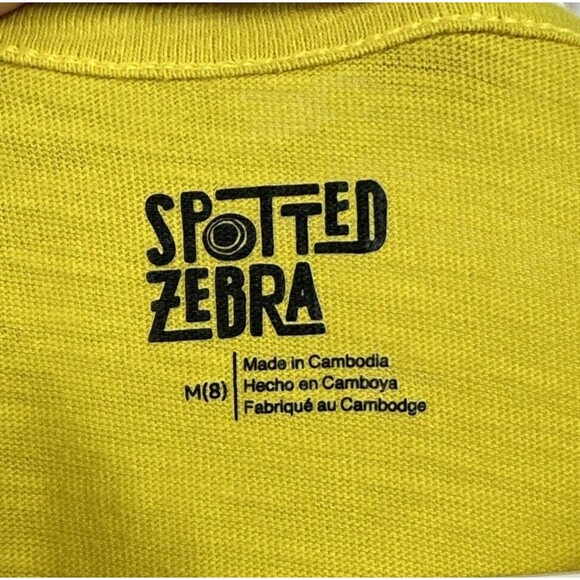 SPOTTED
ZEBRA
M(8)
Made in Cambodia
Hecho en Camboya
Fabriqué au Cambodge